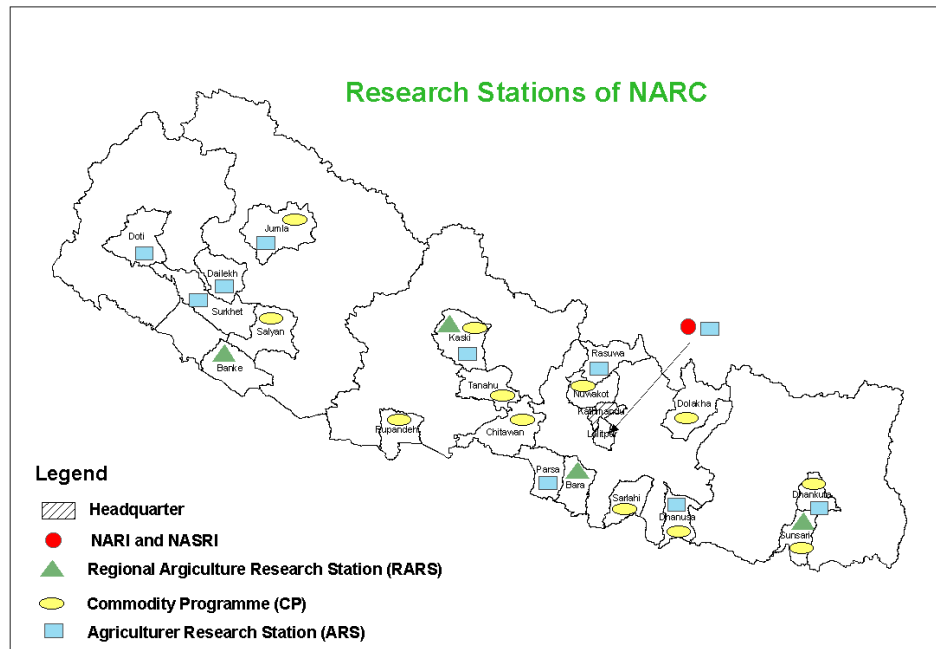 Research Stations of NARC
Jumla
Doti
Dailekh
Surkhet
Salyan
Banke
Kaski
Rasuwa
Tanahu
Nuwakot
Dolakha
Kathmandu
Rupandehi
Chitawan
Lalitpur
Parsa
Bara
Sarlahi
Dhanusa
Dhankuta
Sunsari
Legend
Headquarter
NARI and NASRI
Regional Argiculture Research Station (RARS)
Commodity Programme (CP)
Agriculturer Research Station (ARS)